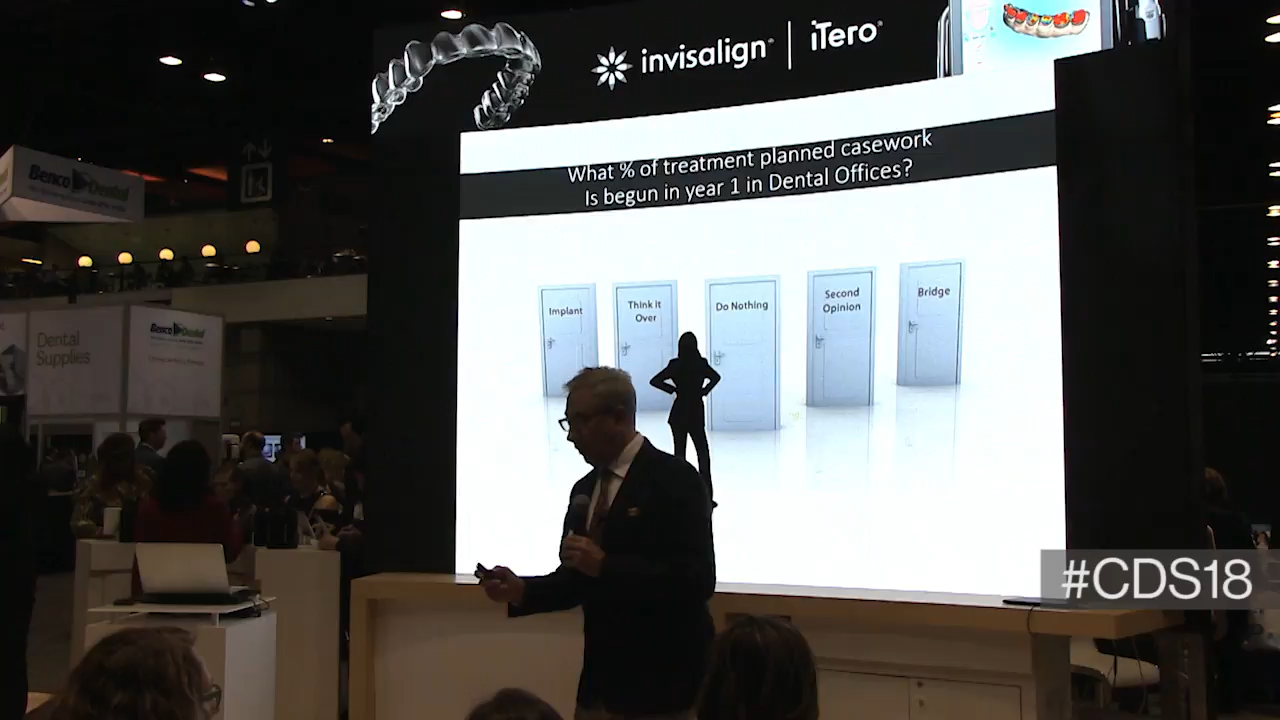 invisalign® | iTero®
What % of treatment planned casework
Is begun in year 1 in Dental Offices?
Implant
Think it
Over
Do Nothing
Second
Opinion
Bridge
Benco Dental
Dental
Supplies
Benco Dental
#CDS18